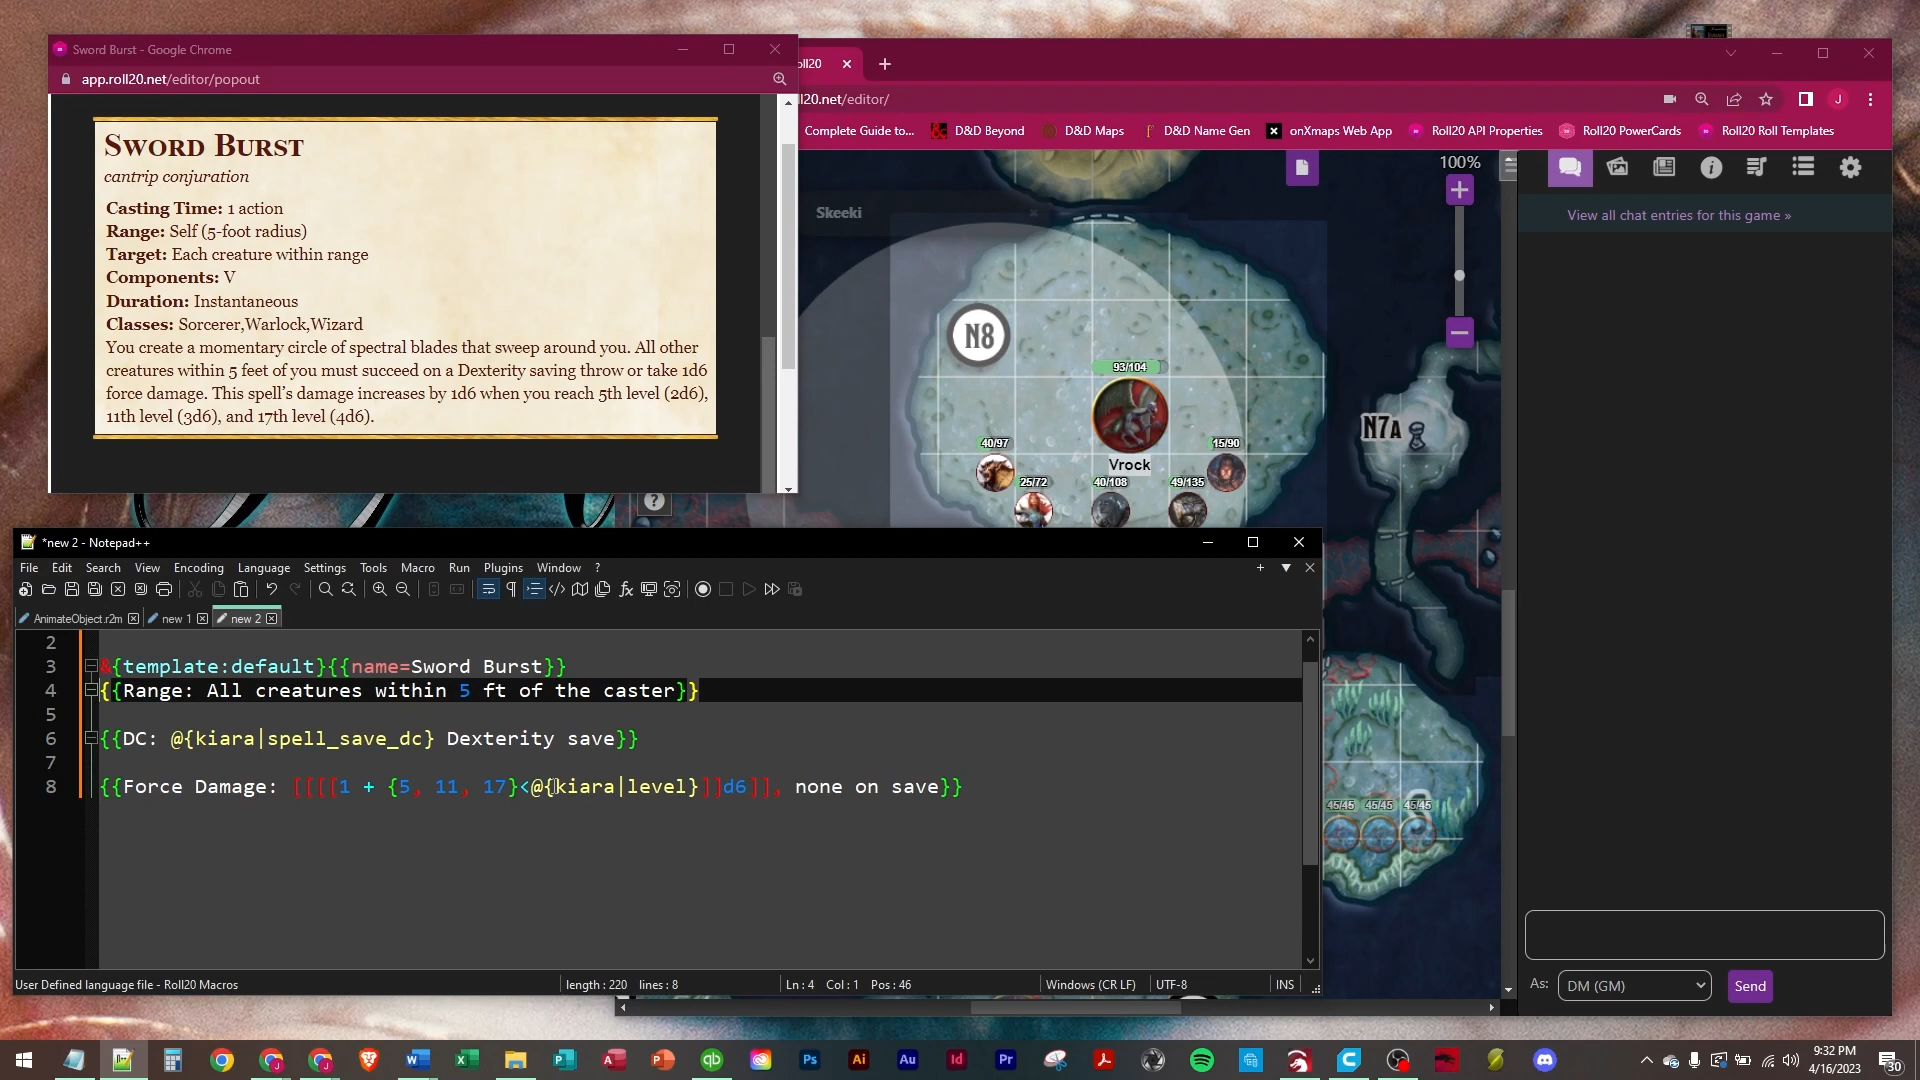 Sword Burst - Google Chrome
app.roll20.net/editor/popout
SWORD BURST
cantrip conjuration
Casting Time: 1 action
Range: Self (5-foot radius)
Target: Each creature within range
Components: V
Duration: Instantaneous
Classes: Sorcerer,Warlock,Wizard
You create a momentary circle of spectral blades that sweep around you. All other
creatures within 5 feet of you must succeed on a Dexterity saving throw or take 1d6
force damage. This spell's damage increases by 1d6 when you reach 5th level (2d6),
11th level (3d6), and 17th level (4d6).
oll20
ll20.net/editor/
J
Complete Guide to...
D&D Beyond
D&D Maps
D&D Name Gen
onXmaps Web App
Roll20 API Properties
Roll20 PowerCards
Roll20 Roll Templates
100%
View all chat entries for this game »
Skeeki
N8
93/104
Vrock
40/97
25/72
40/108
49/135
15/90
N7A
45/45
45/45
45/45
As:
DM (GM)
Send
*new 2 - Notepad++
File Edit Search View Encoding Language Settings Tools Macro Run Plugins Window ?
AnimateObject.r2m
new 1
new 2
2
3 &{template:default}{{name=Sword Burst}}
4 {{Range: All creatures within 5 ft of the caster}}
5
6 {{DC: @{kiara|spell_save_dc} Dexterity save}}
7
8 {{Force Damage: [[[[1 + {5, 11, 17}<@{kiara|level}]]d6]], none on save}}
User Defined language file - Roll20 Macros
length : 220 lines : 8
Ln : 4 Col : 1 Pos : 46
Windows (CR LF)
UTF-8
INS
9:32 PM
4/16/2023
30